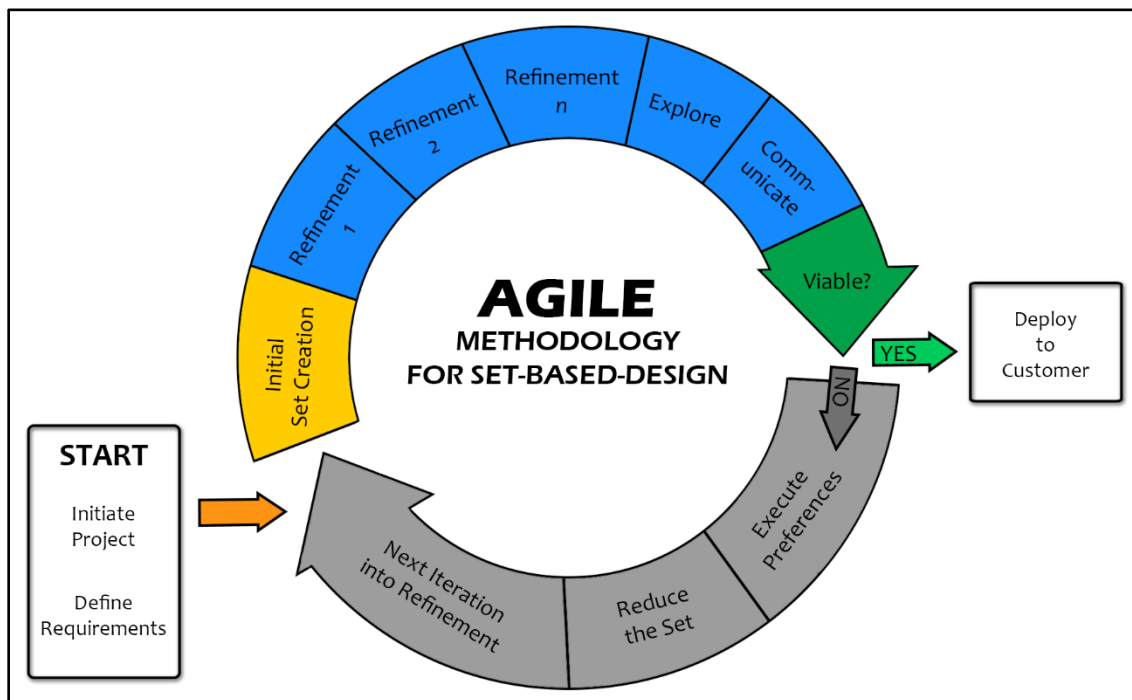 START
Initiate
Project
Define
Requirements
Initial
Set Creation
Refinement
1
Refinement
2
Refinement
n
Explore
Comm-
unicate
Viable?
YES
Deploy
to
Customer
NO
Execute
Preferences
Reduce
the Set
Next Iteration
into Refinement
AGILE
METHODOLOGY
FOR SET-BASED-DESIGN